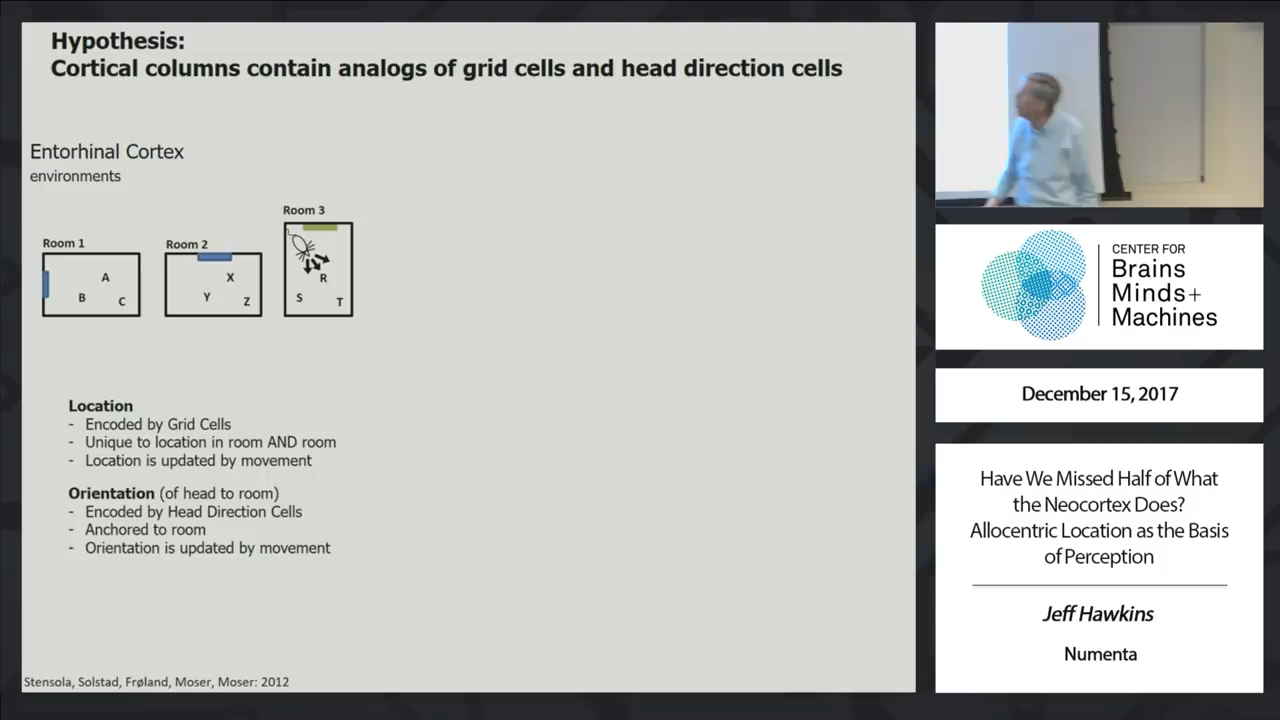 Hypothesis:
Cortical columns contain analogs of grid cells and head direction cells
Entorhinal Cortex
environments
Room 1
A
B
C
Room 2
X
Y
Z
Room 3
R
S
T
Location
- Encoded by Grid Cells
- Unique to location in room AND room
- Location is updated by movement
Orientation (of head to room)
- Encoded by Head Direction Cells
- Anchored to room
- Orientation is updated by movement
Stensola, Solstad, Frøland, Moser, Moser: 2012
CENTER FOR
Brains
Minds+
Machines
December 15, 2017
Have We Missed Half of What
the Neocortex Does?
Allocentric Location as the Basis
of Perception
Jeff Hawkins
Numenta